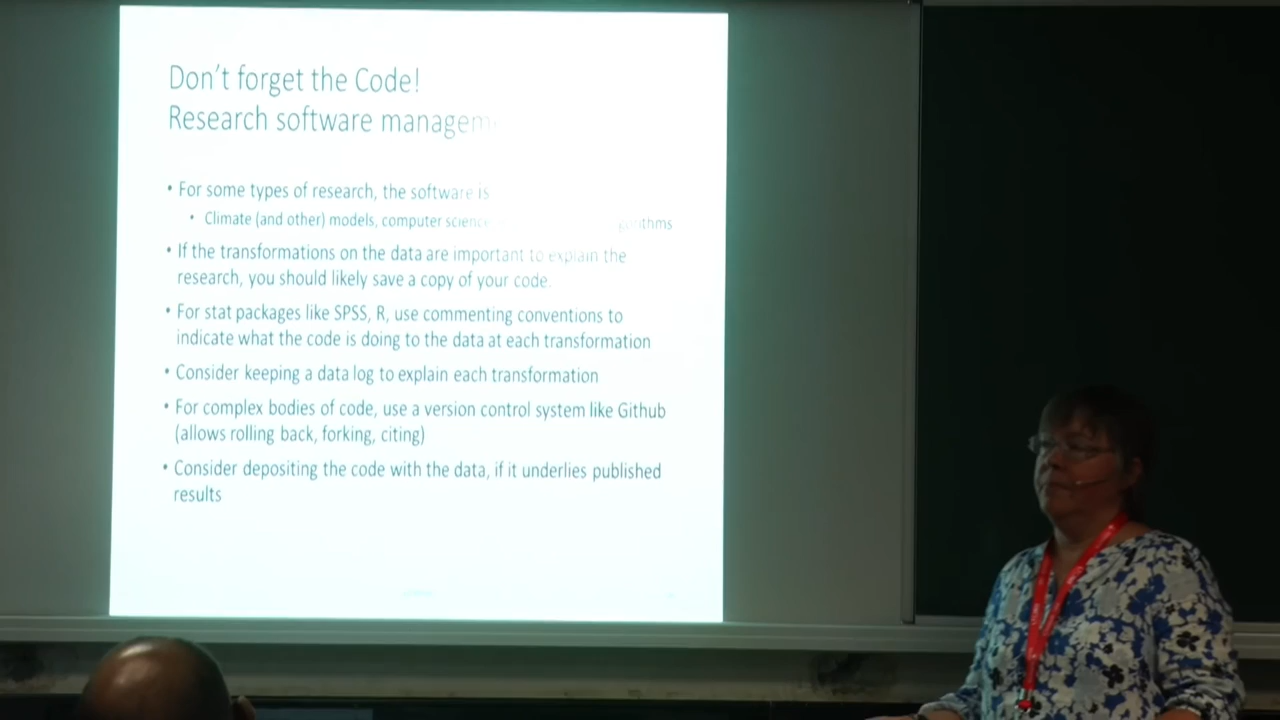 Don't forget the Code!
Research software
• For some types of research, the software is
• Climate (and other) models, computer science
• If the transformations on the data are important to explain the
research, you should likely save a copy of your code.
• For stat packages like SPSS, R, use commenting conventions to
indicate what the code is doing to the data at each transformation
• Consider keeping a data log to explain each transformation
• For complex bodies of code, use a version control system like Github
(allows rolling back, forking, citing)
• Consider depositing the code with the data, if it underlies published
results